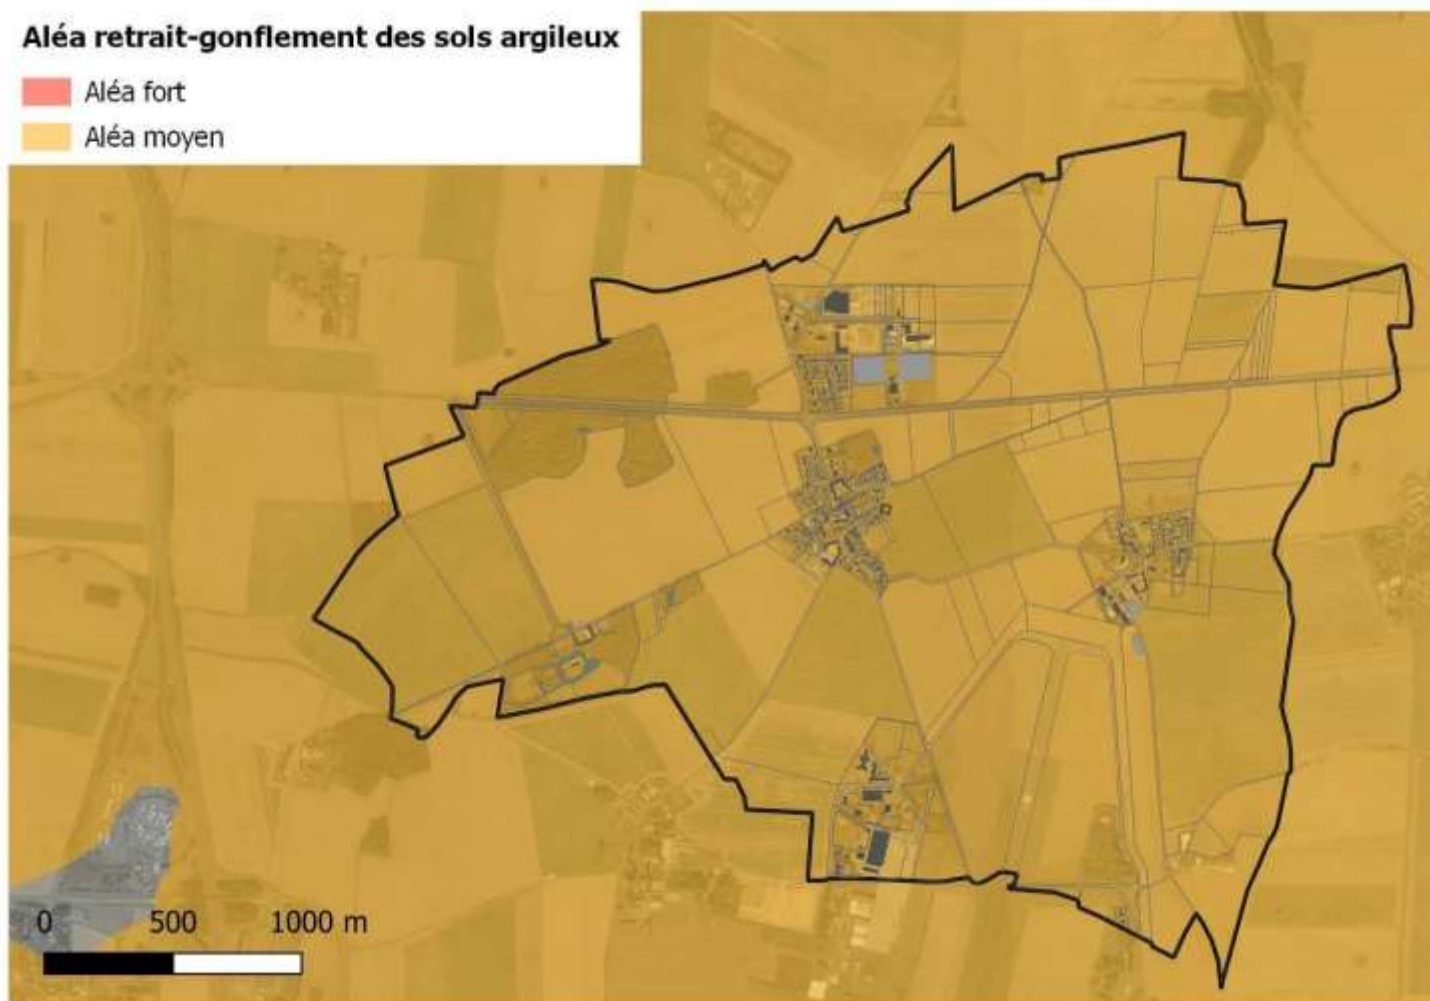 Aléa retrait-gonflement des sols argileux
Aléa fort
Aléa moyen
0 500 1000 m